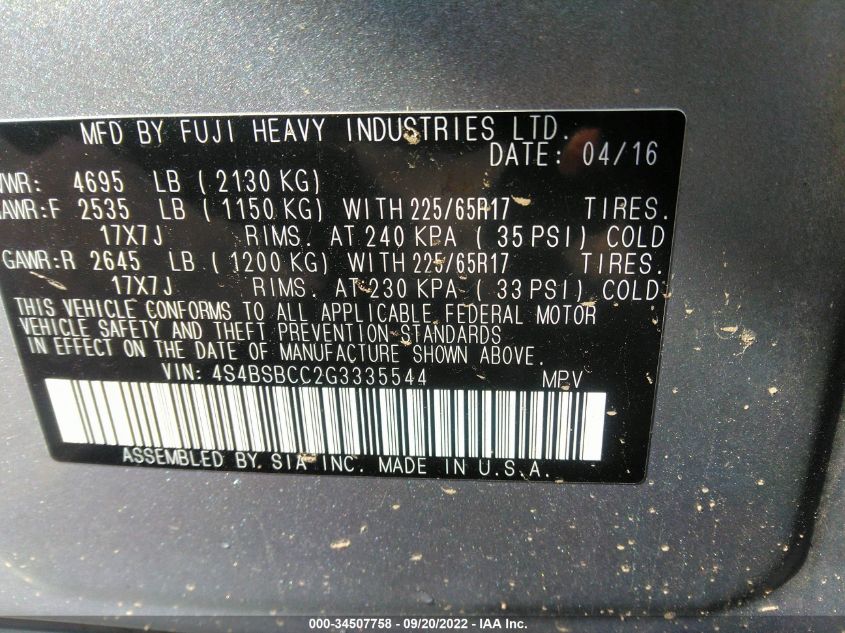 MFD BY FUJI HEAVY INDUSTRIES LTD.
DATE: 04/16
VWR: 4695 LB ( 2130 KG)
AWR:F 2535 LB ( 1150 KG) WITH 225/65R17 TIRES.
17X7J RIMS. AT 240 KPA ( 35 PSI) COLD
GAWR:R 2645 LB ( 1200 KG) WITH 225/65R17 TIRES.
17X7J RIMS. AT 230 KPA ( 33 PSI) COLD
THIS VEHICLE CONFORMS TO ALL APPLICABLE FEDERAL MOTOR
VEHICLE SAFETY AND THEFT PREVENTION STANDARDS
IN EFFECT ON THE DATE OF MANUFACTURE SHOWN ABOVE.
VIN: 4S4BSBCC2G3335544 MPV
ASSEMBLED BY SIA INC. MADE IN U.S.A.
000-34507758 - 09/20/2022 - IAA Inc.